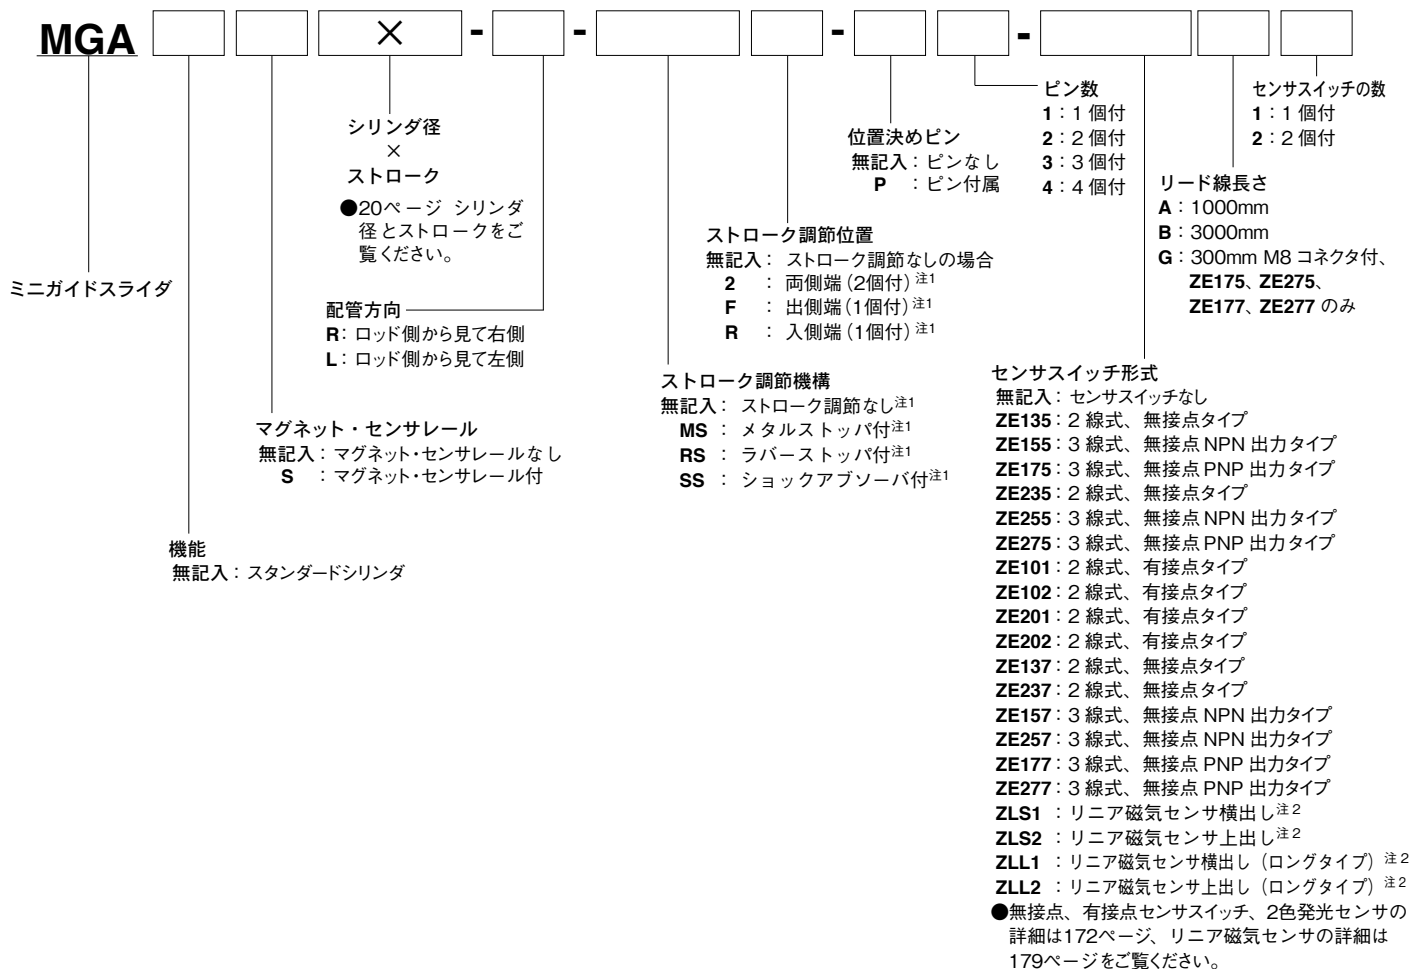 MGA × - - - -
ミニガイドスライダ
機能
無記入：スタンダードシリンダ
マグネット・センサレール
無記入：マグネット・センサレールなし
S ：マグネット・センサレール付
シリンダ径
×
ストローク
●20ページ シリンダ
径とストロークをご
覧ください。
配管方向
R：ロッド側から見て右側
L：ロッド側から見て左側
ストローク調節機構
無記入： ストローク調節なし注1
MS ： メタルストッパ付注1
RS ： ラバーストッパ付注1
SS ： ショックアブソーバ付注1
ストローク調節位置
無記入： ストローク調節なしの場合
2 ： 両側端（2個付）注1
F ： 出側端（1個付）注1
R ： 入側端（1個付）注1
位置決めピン
無記入：ピンなし
P ：ピン付属
ピン数
1：1 個付
2：2 個付
3：3 個付
4：4 個付
センサスイッチ形式
無記入：センサスイッチなし
ZE135：2 線式、無接点タイプ
ZE155：3 線式、無接点 NPN 出力タイプ
ZE175：3 線式、無接点 PNP 出力タイプ
ZE235：2 線式、無接点タイプ
ZE255：3 線式、無接点 NPN 出力タイプ
ZE275：3 線式、無接点 PNP 出力タイプ
ZE101：2 線式、有接点タイプ
ZE102：2 線式、有接点タイプ
ZE201：2 線式、有接点タイプ
ZE202：2 線式、有接点タイプ
ZE137：2 線式、無接点タイプ
ZE237：2 線式、無接点タイプ
ZE157：3 線式、無接点 NPN 出力タイプ
ZE257：3 線式、無接点 NPN 出力タイプ
ZE177：3 線式、無接点 PNP 出力タイプ
ZE277：3 線式、無接点 PNP 出力タイプ
ZLS1 ：リニア磁気センサ横出し注2
ZLS2 ：リニア磁気センサ上出し注2
ZLL1 ：リニア磁気センサ横出し（ロングタイプ）注2
ZLL2 ：リニア磁気センサ上出し（ロングタイプ）注2
●無接点、有接点センサスイッチ、2色発光センサの
詳細は172ページ、リニア磁気センサの詳細は
179ページをご覧ください。
リード線長さ
A：1000mm
B：3000mm
G：300mm M8 コネクタ付、
ZE175、ZE275、
ZE177、ZE277 のみ
センサスイッチの数
1：1 個付
2：2 個付